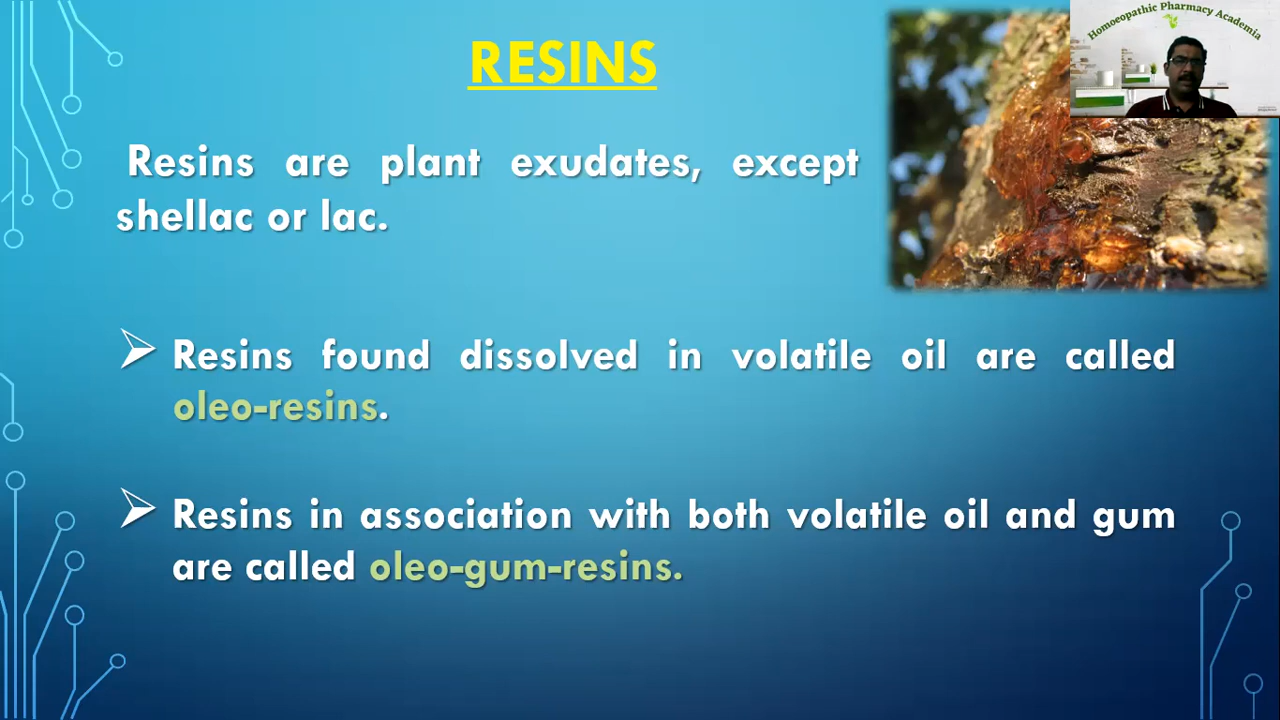 Homoeopathic Pharmacy Academia
RESINS
Resins are plant exudates, except
shellac or lac.
Resins found dissolved in volatile oil are called
oleo-resins.
Resins in association with both volatile oil and gum
are called oleo-gum-resins.